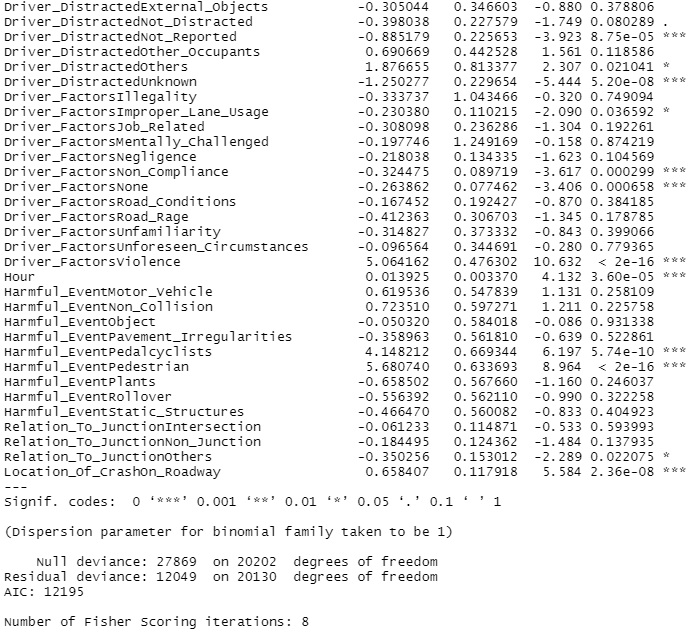 Driver_DistractedExternal_Objects -0.305044 0.346603 -0.880 0.378806
Driver_DistractedNot_Distracted -0.398038 0.227579 -1.749 0.080289 .
Driver_DistractedNot_Reported -0.885179 0.225653 -3.923 8.75e-05 ***
Driver_DistractedOther_Occupants 0.690669 0.442528 1.561 0.118586
Driver_DistractedOthers 1.876655 0.813377 2.307 0.021041 *
Driver_DistractedUnknown -1.250277 0.229654 -5.444 5.20e-08 ***
Driver_FactorsIllegality -0.333737 1.043466 -0.320 0.749094
Driver_FactorsImproper_Lane_Usage -0.230380 0.110215 -2.090 0.036592 *
Driver_FactorsJob_Related -0.308098 0.236286 -1.304 0.192261
Driver_FactorsMentally_Challenged -0.197746 1.249169 -0.158 0.874219
Driver_FactorsNegligence -0.218038 0.134335 -1.623 0.104569
Driver_FactorsNon_Compliance -0.324475 0.089719 -3.617 0.000299 ***
Driver_FactorsNone -0.263862 0.077462 -3.406 0.000658 ***
Driver_FactorsRoad_Conditions -0.167452 0.192427 -0.870 0.384185
Driver_FactorsRoad_Rage -0.412363 0.306703 -1.345 0.178785
Driver_FactorsUnfamiliarity -0.314827 0.373332 -0.843 0.399066
Driver_FactorsUnforeseen_Circumstances -0.096564 0.344691 -0.280 0.779365
Driver_FactorsViolence 5.064162 0.476302 10.632 < 2e-16 ***
Hour 0.013925 0.003370 4.132 3.60e-05 ***
Harmful_EventMotor_Vehicle 0.619536 0.547839 1.131 0.258109
Harmful_EventNon_Collision 0.723510 0.597271 1.211 0.225758
Harmful_EventObject -0.050320 0.584018 -0.086 0.931338
Harmful_EventPavement_Irregularities -0.358963 0.561810 -0.639 0.522861
Harmful_EventPedalcyclists 4.148212 0.669344 6.197 5.74e-10 ***
Harmful_EventPedestrian 5.680740 0.633693 8.964 < 2e-16 ***
Harmful_EventPlants -0.658502 0.567660 -1.160 0.246037
Harmful_EventRollover -0.556392 0.562110 -0.990 0.322258
Harmful_EventStatic_Structures -0.466470 0.560082 -0.833 0.404923
Relation_To_JunctionIntersection -0.061233 0.114871 -0.533 0.593993
Relation_To_JunctionNon_Junction -0.184495 0.124362 -1.484 0.137935
Relation_To_JunctionOthers -0.350256 0.153012 -2.289 0.022075 *
Location_Of_CrashOn_Roadway 0.658407 0.117918 5.584 2.36e-08 ***
---
Signif. codes: 0 ‘***’ 0.001 ‘**’ 0.01 ‘*’ 0.05 ‘.’ 0.1 ‘ ’ 1
(Dispersion parameter for binomial family taken to be 1)
Null deviance: 27869 on 20202 degrees of freedom
Residual deviance: 12049 on 20130 degrees of freedom
AIC: 12195
Number of Fisher Scoring iterations: 8